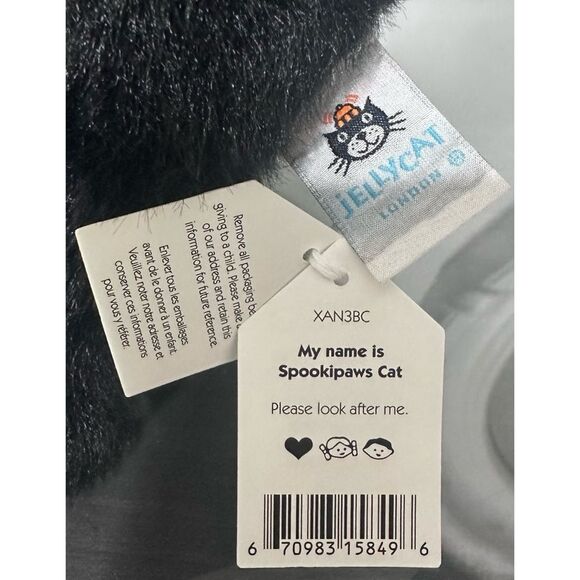 JELLYCAT
LONDON
Remove all packaging
giving to a child. Please make
of our address and retain this
information for future reference.
Enlever tous les emballages
avant de le donner à un enfant.
Veuillez noter notre adresse et
conserver ces informations
pour vous y référer.
XAN3BC
My name is
Spookipaws Cat
Please look after me.
6 70983 15849 6